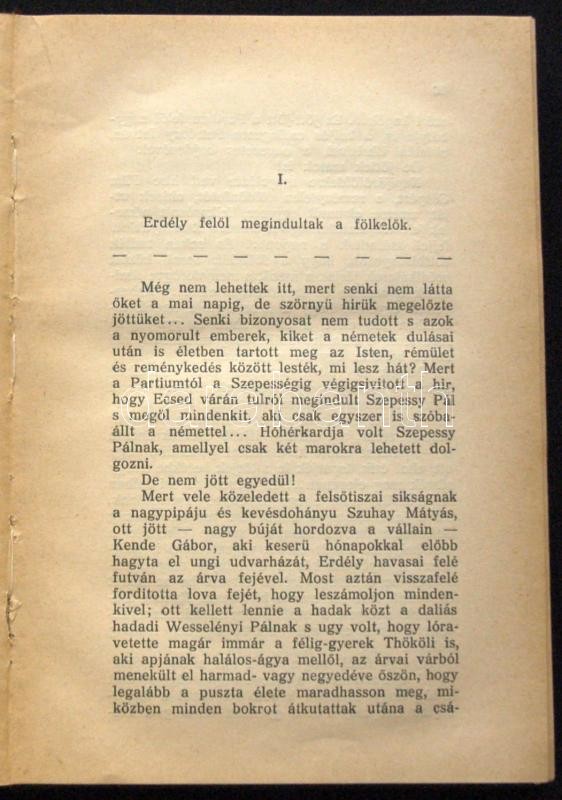 I.
Erdély felől megindultak a fölkelők.
— — — — — — — — — — — — —
Még nem lehettek itt, mert senki nem látta
őket a mai napig, de szörnyü hirük megelőzte
jöttüket... Senki bizonyosat nem tudott s azok
a nyomorult emberek, kiket a németek dulásai
után is életben tartott meg az Isten, rémület
és reménykedés között lesték, mi lesz hát? Mert
a Partiumtól a Szepességig végigsivitott a hir,
hogy Ecsed várán tulról megindult Szepessy Pál
s megöl mindenkit, aki csak egyszer is szóba-
állt a némettel... Hóhérkardja volt Szepessy
Pálnak, amellyel csak két marokra lehetett dol-
gozni.
De nem jött egyedül!
Mert vele közeledett a felsőtiszai sikságnak
a nagypipáju és kevésdohányu Szuhay Mátyás,
ott jött — nagy búját hordozva a vállain —
Kende Gábor, aki keserü hónapokkal előbb
hagyta el ungi udvarházát, Erdély havasai felé
futván az árva fejével. Most aztán visszafelé
forditotta lova fejét, hogy leszámoljon minden-
kivel; ott kellett lennie a hadak közt a daliás
hadadi Wesselényi Pálnak s ugy volt, hogy lóra-
vetette magár immár a félig-gyerek Thököli is,
aki apjának halálos-ágya mellől, az árvai várból
menekült el harmad- vagy negyedéve őszön, hogy
legalább a puszta élete maradhasson meg, mi-
közben minden bokrot átkutattak utána a csá-